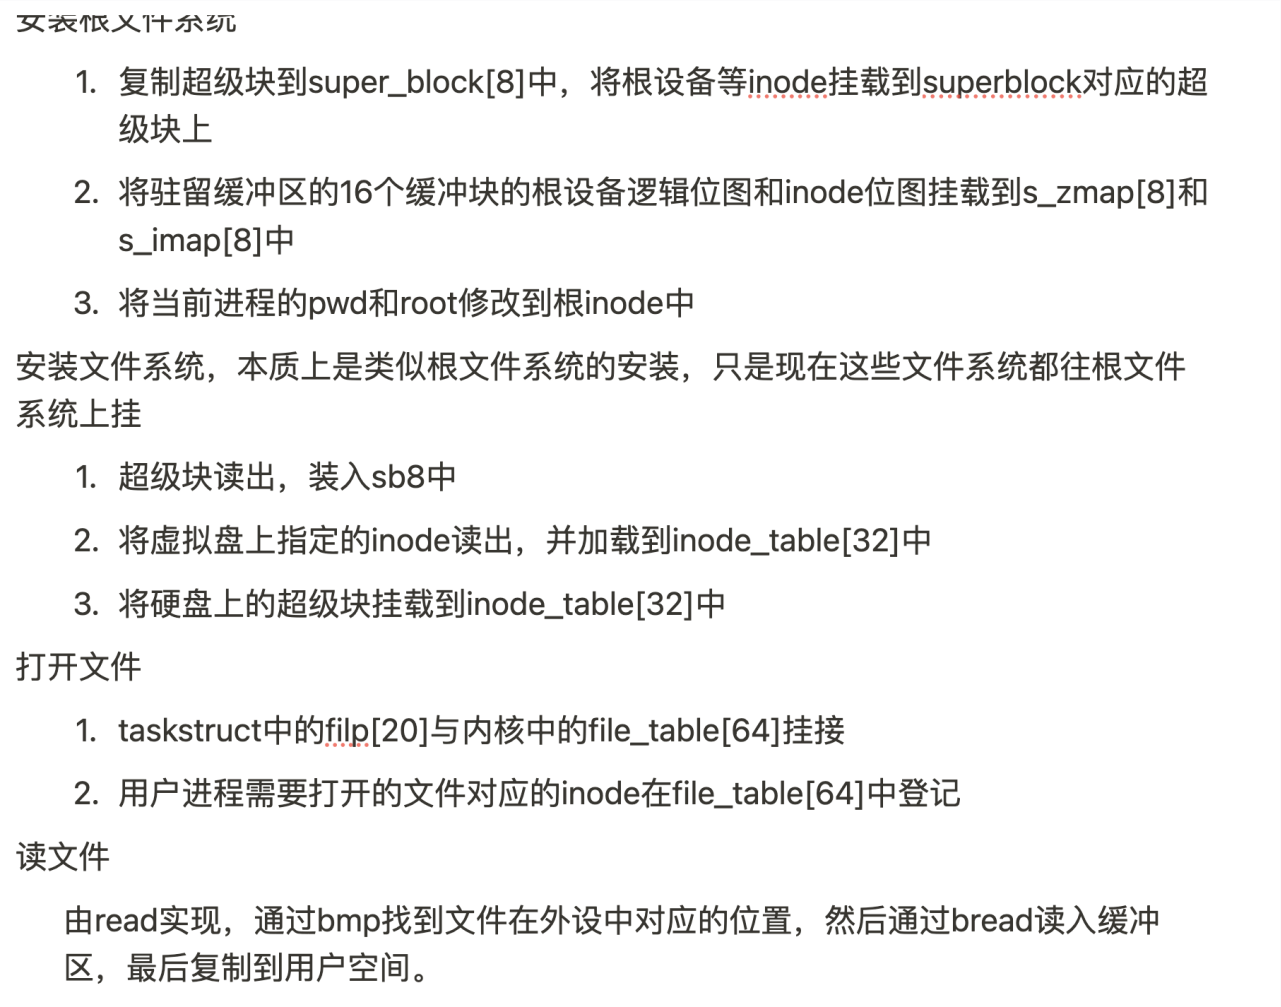 安装根文件系统
1. 复制超级块到super_block[8]中，将根设备等inode挂载到superblock对应的超
级块上
2. 将驻留缓冲区的16个缓冲块的根设备逻辑位图和inode位图挂载到s_zmap[8]和
s_imap[8]中
3. 将当前进程的pwd和root修改到根inode中
安装文件系统，本质上是类似根文件系统的安装，只是现在这些文件系统都往根文件
系统上挂
1. 超级块读出，装入sb8中
2. 将虚拟盘上指定的inode读出，并加载到inode_table[32]中
3. 将硬盘上的超级块挂载到inode_table[32]中
打开文件
1. taskstruct中的filp[20]与内核中的file_table[64]挂接
2. 用户进程需要打开的文件对应的inode在file_table[64]中登记
读文件
由read实现，通过bmp找到文件在外设中对应的位置，然后通过bread读入缓冲
区，最后复制到用户空间。